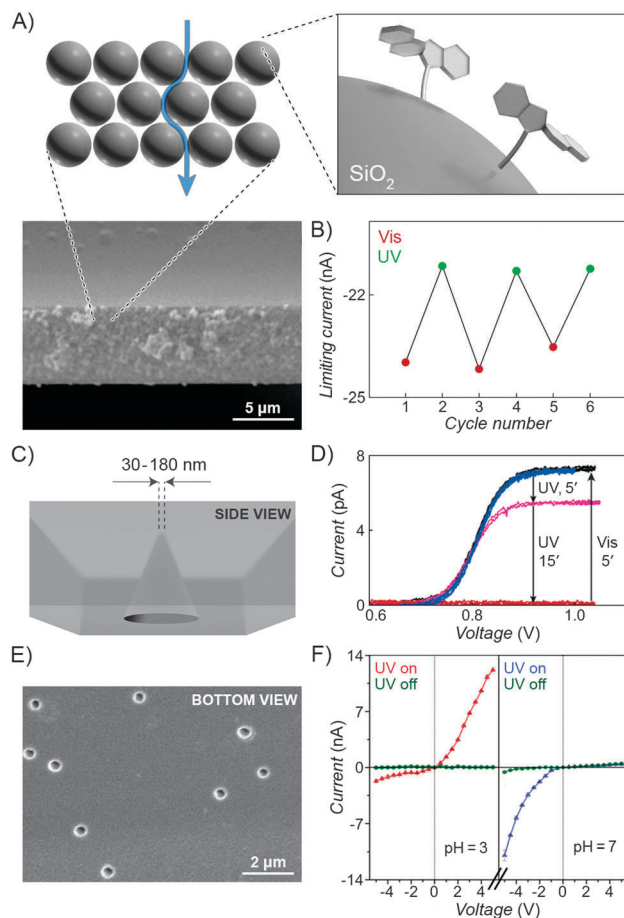 A)
SiO₂
5 µm
B)
Vis
UV
Limiting current (nA)
-22
-25
1 2 3 4 5 6
Cycle number
C)
30-180 nm
SIDE VIEW
D)
Current (pA)
8
4
0
UV, 5′
UV
15′
Vis
5′
0.6 0.8 1.0
Voltage (V)
E)
BOTTOM VIEW
2 µm
F)
Current (nA)
14
7
0
-7
-14
UV on
UV off
UV on
UV off
pH = 3
pH = 7
-4 -2 0 2 4 -4 -2 0 2 4
Voltage (V)